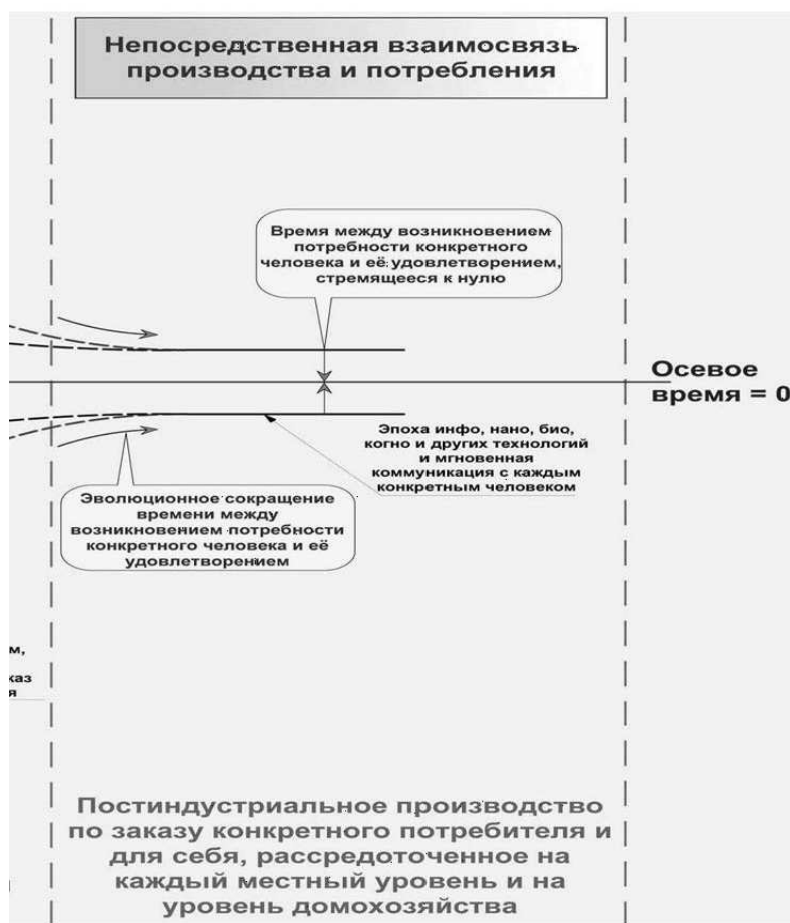 Непосредственная взаимосвязь
производства и потребления
Время между возникновением
потребности конкретного
человека и её удовлетворением,
стремящееся к нулю
Осевое
время = 0
Эпоха инфо, нано, био,
когно и других технологий
и мгновенная
коммуникация с каждым
конкретным человеком
Эволюционное сокращение
времени между
возникновением потребности
конкретного человека и её
удовлетворением
м,
каз
я
Постиндустриальное производство
по заказу конкретного потребителя и
для себя, рассредоточенное на
каждый местный уровень и на
уровень домохозяйства